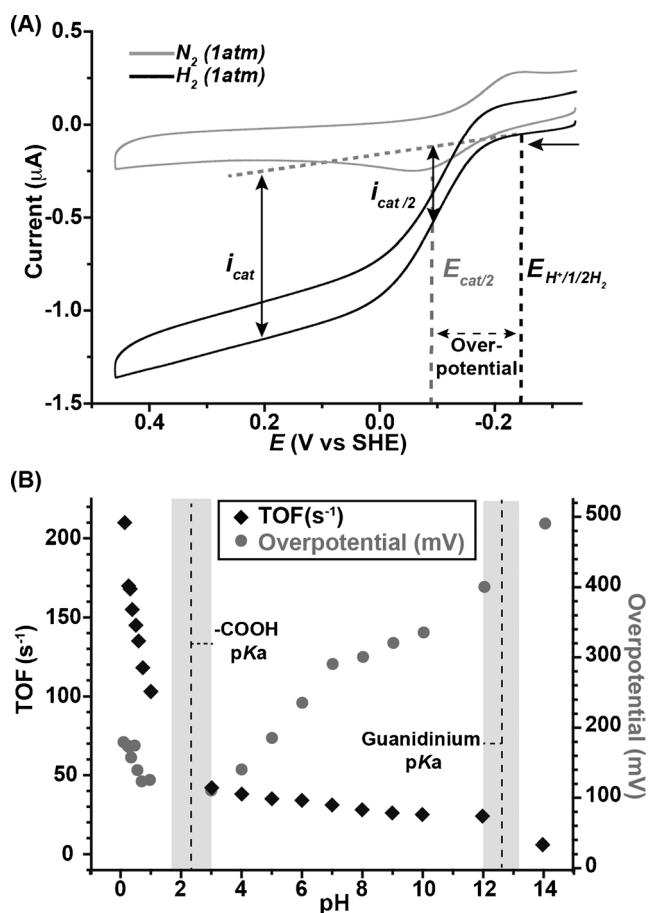 (A)
N2 (1atm)
H2 (1atm)
0.5
0.0
-0.5
-1.0
-1.5
Current (µA)
icat
icat/2
Ecat/2
EH+/1/2H2
Over-
potential
0.4
0.2
0.0
-0.2
E (V vs SHE)
(B)
TOF(s-1)
Overpotential (mV)
200
150
100
50
0
TOF (s-1)
-COOH
pKa
Guanidinium
pKa
500
400
300
200
100
0
Overpotential (mV)
0
2
4
6
8
10
12
14
pH